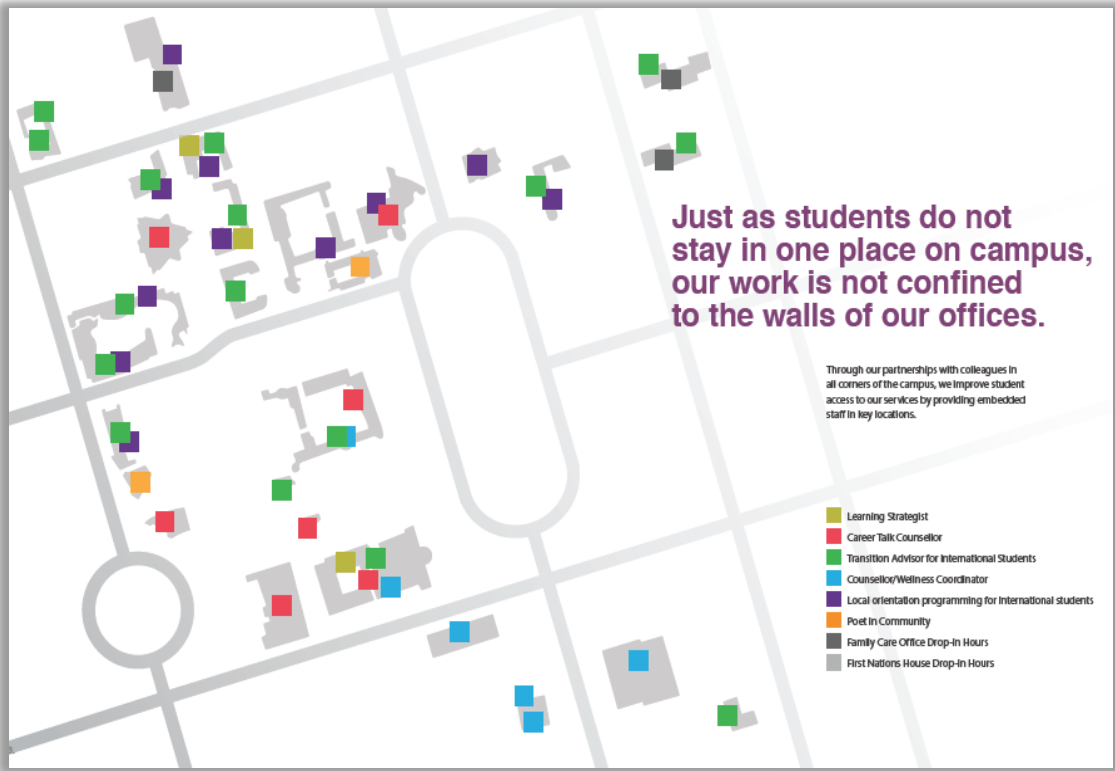 Just as students do not
stay in one place on campus,
our work is not confined
to the walls of our offices.
Through our partnerships with colleagues in
all corners of the campus, we improve student
access to our services by providing embedded
staff in key locations.
Learning Strategist
Career Talk Counsellor
Transition Advisor for International Students
Counsellor/Wellness Coordinator
Local orientation programming for international students
Poet in Community
Family Care Office Drop-In Hours
First Nations House Drop-In Hours